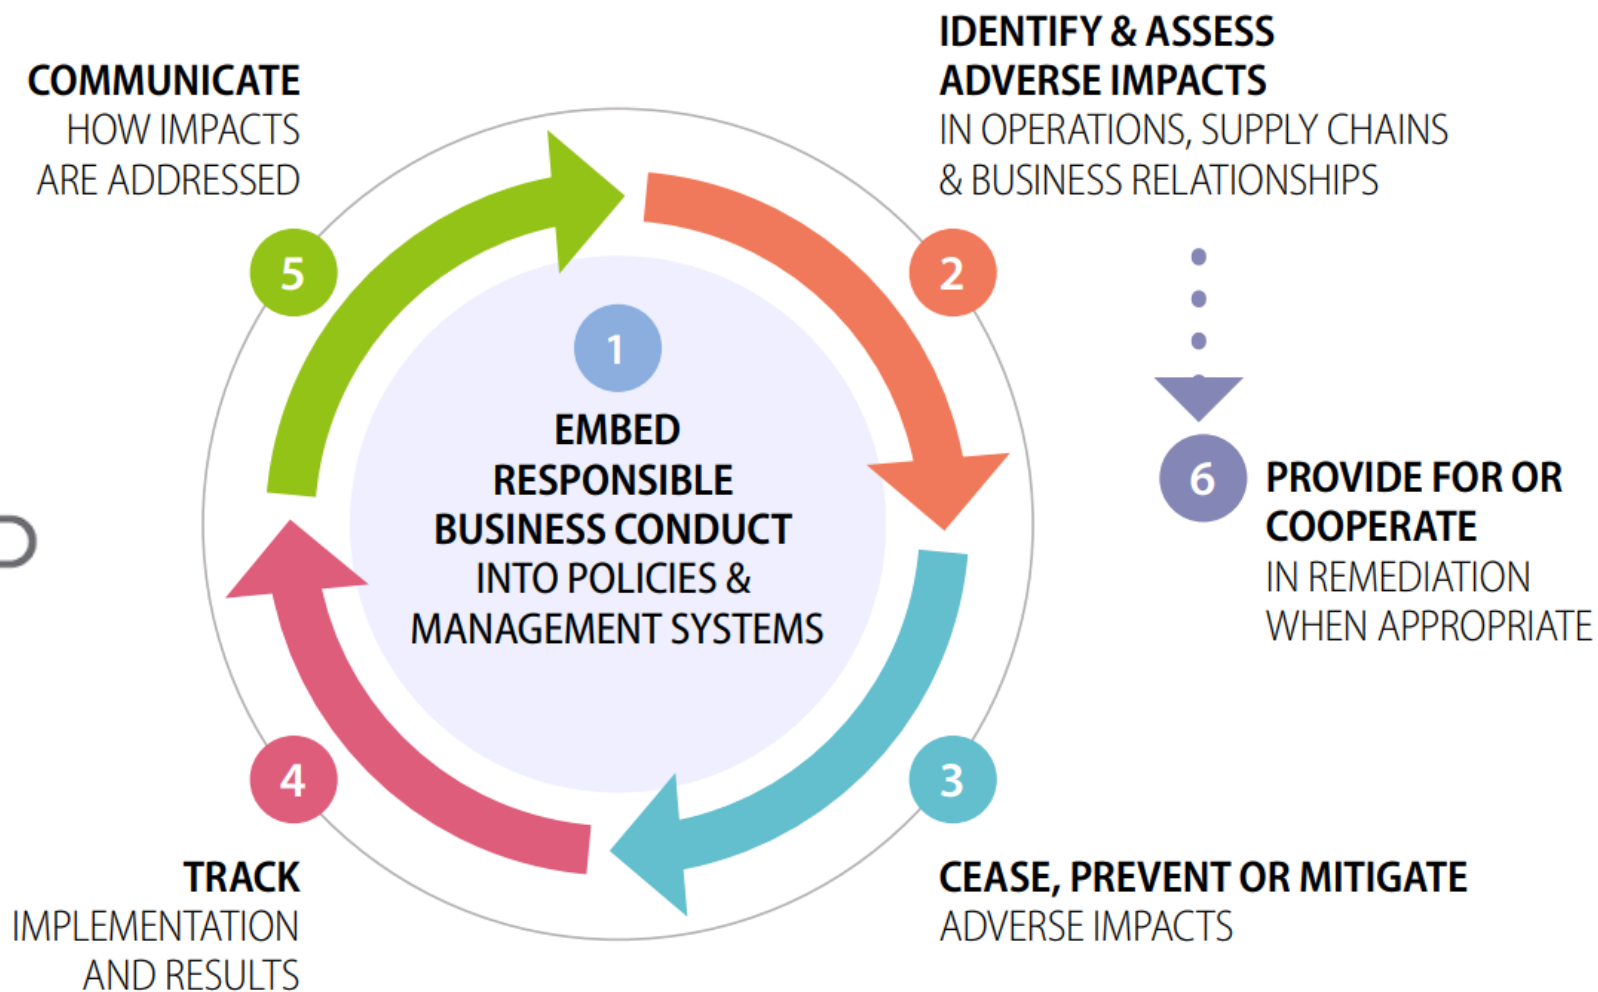 1
EMBED
RESPONSIBLE
BUSINESS CONDUCT
INTO POLICIES &
MANAGEMENT SYSTEMS
IDENTIFY & ASSESS
ADVERSE IMPACTS
IN OPERATIONS, SUPPLY CHAINS
& BUSINESS RELATIONSHIPS
2
3
CEASE, PREVENT OR MITIGATE
ADVERSE IMPACTS
4
TRACK
IMPLEMENTATION
AND RESULTS
COMMUNICATE
HOW IMPACTS
ARE ADDRESSED
5
6
PROVIDE FOR OR
COOPERATE
IN REMEDIATION
WHEN APPROPRIATE